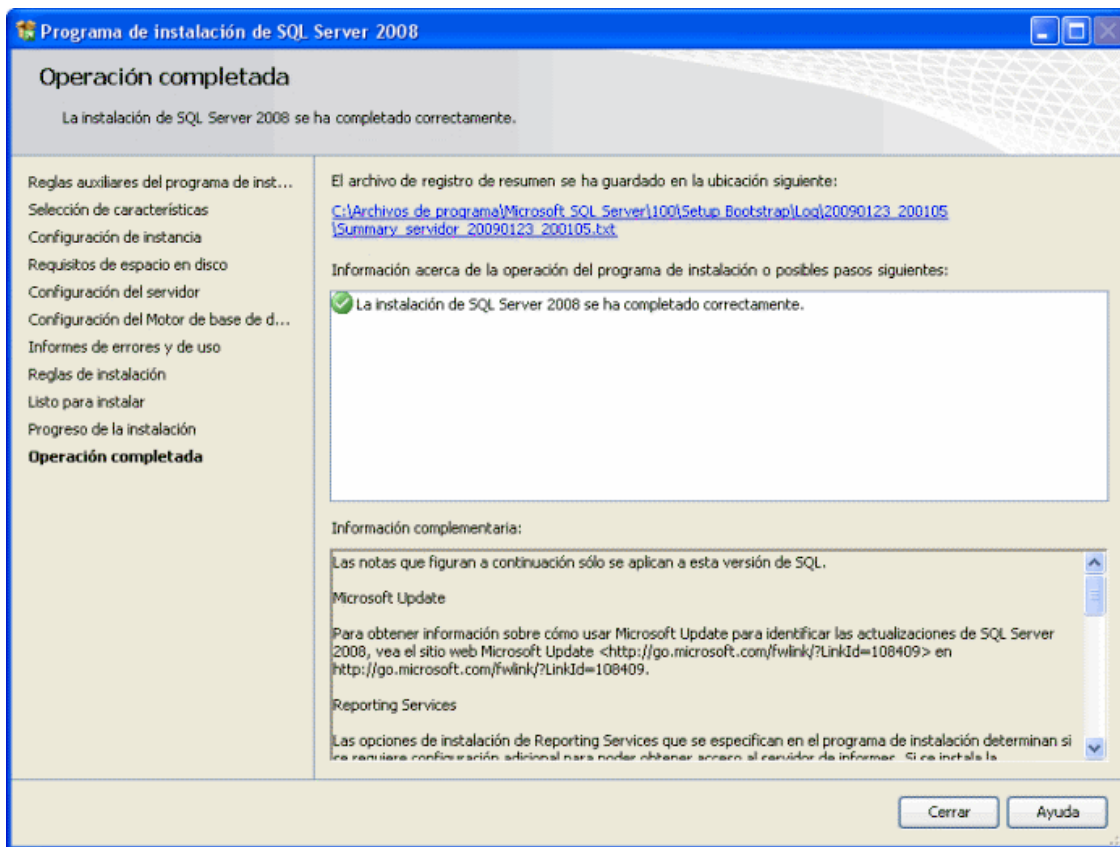 Programa de instalación de SQL Server 2008
Operación completada
La instalación de SQL Server 2008 se ha completado correctamente.
Reglas auxiliares del programa de inst...
Selección de características
Configuración de instancia
Requisitos de espacio en disco
Configuración del servidor
Configuración del Motor de base de d...
Informes de errores y de uso
Reglas de instalación
Listo para instalar
Progreso de la instalación
Operación completada
El archivo de registro de resumen se ha guardado en la ubicación siguiente:
C:\Archivos de programa\Microsoft SQL Server\100\Setup Bootstrap\Log\20090123_200105
\Summary_servidor_20090123_200105.txt
Información acerca de la operación del programa de instalación o posibles pasos siguientes:
La instalación de SQL Server 2008 se ha completado correctamente.
Información complementaria:
Las notas que figuran a continuación sólo se aplican a esta versión de SQL.
Microsoft Update
Para obtener información sobre cómo usar Microsoft Update para identificar las actualizaciones de SQL Server
2008, vea el sitio web Microsoft Update <http://go.microsoft.com/fwlink/?LinkId=108409> en
http://go.microsoft.com/fwlink/?LinkId=108409.
Reporting Services
Las opciones de instalación de Reporting Services que se especifican en el programa de instalación determinan si
se requiere configuración adicional para poder obtener acceso al servidor de informes. Si se instala la
Cerrar
Ayuda